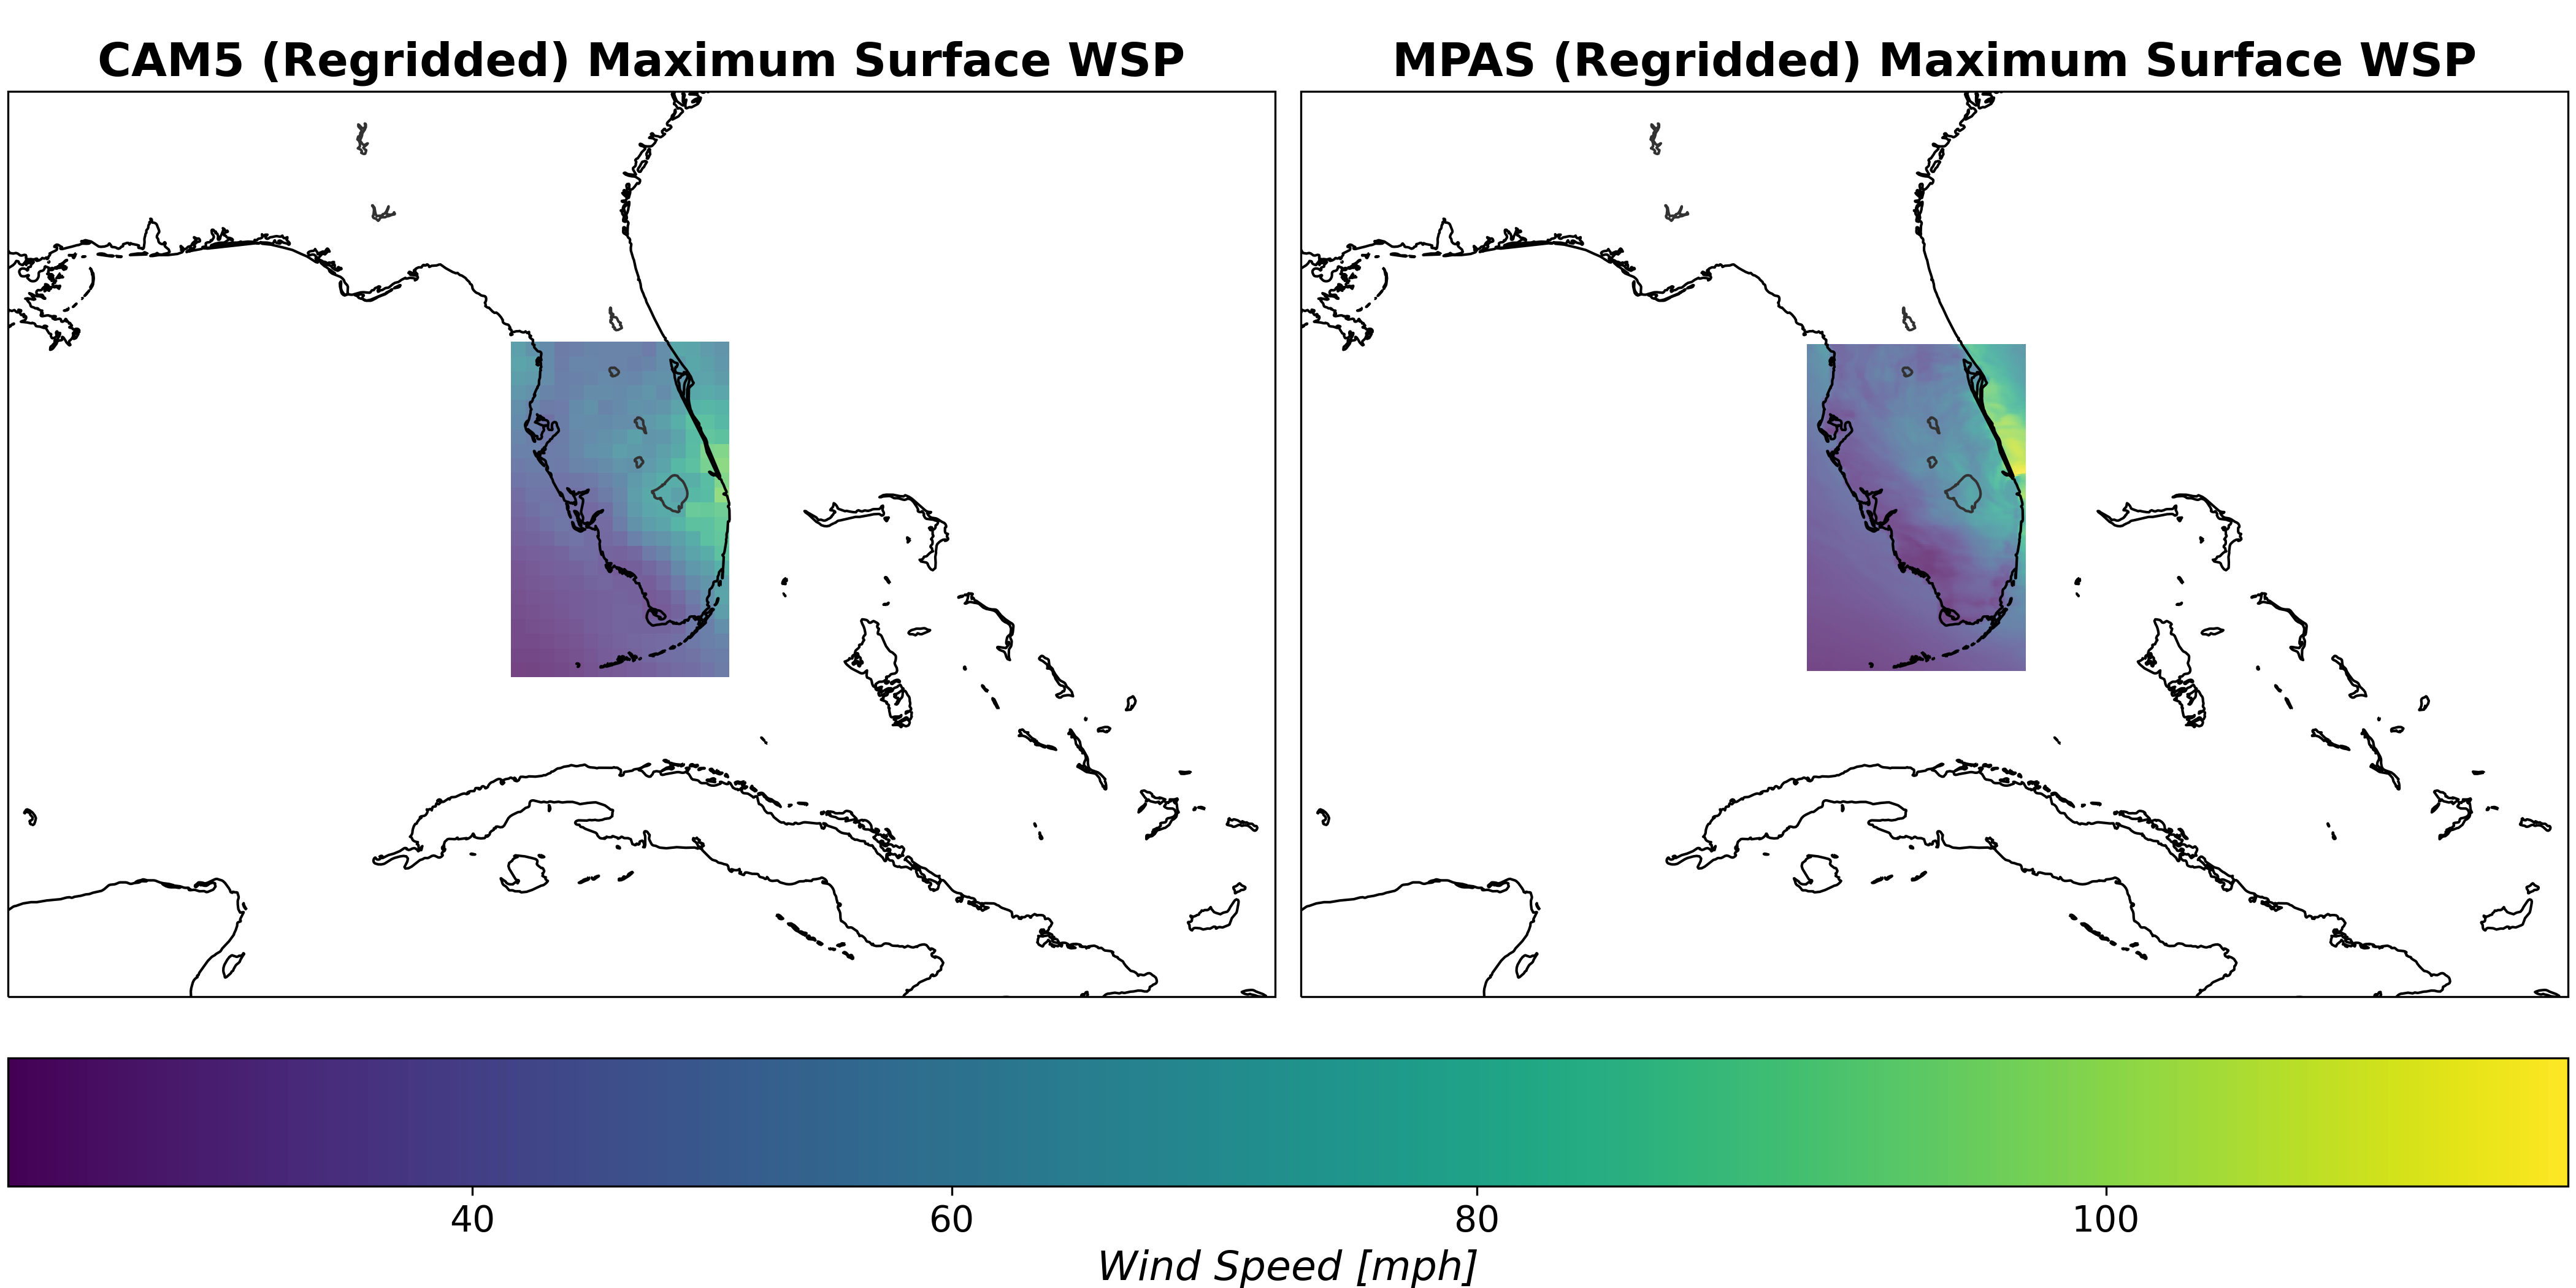 CAM5 (Regridded) Maximum Surface WSP
MPAS (Regridded) Maximum Surface WSP
40
60
80
100
Wind Speed [mph]